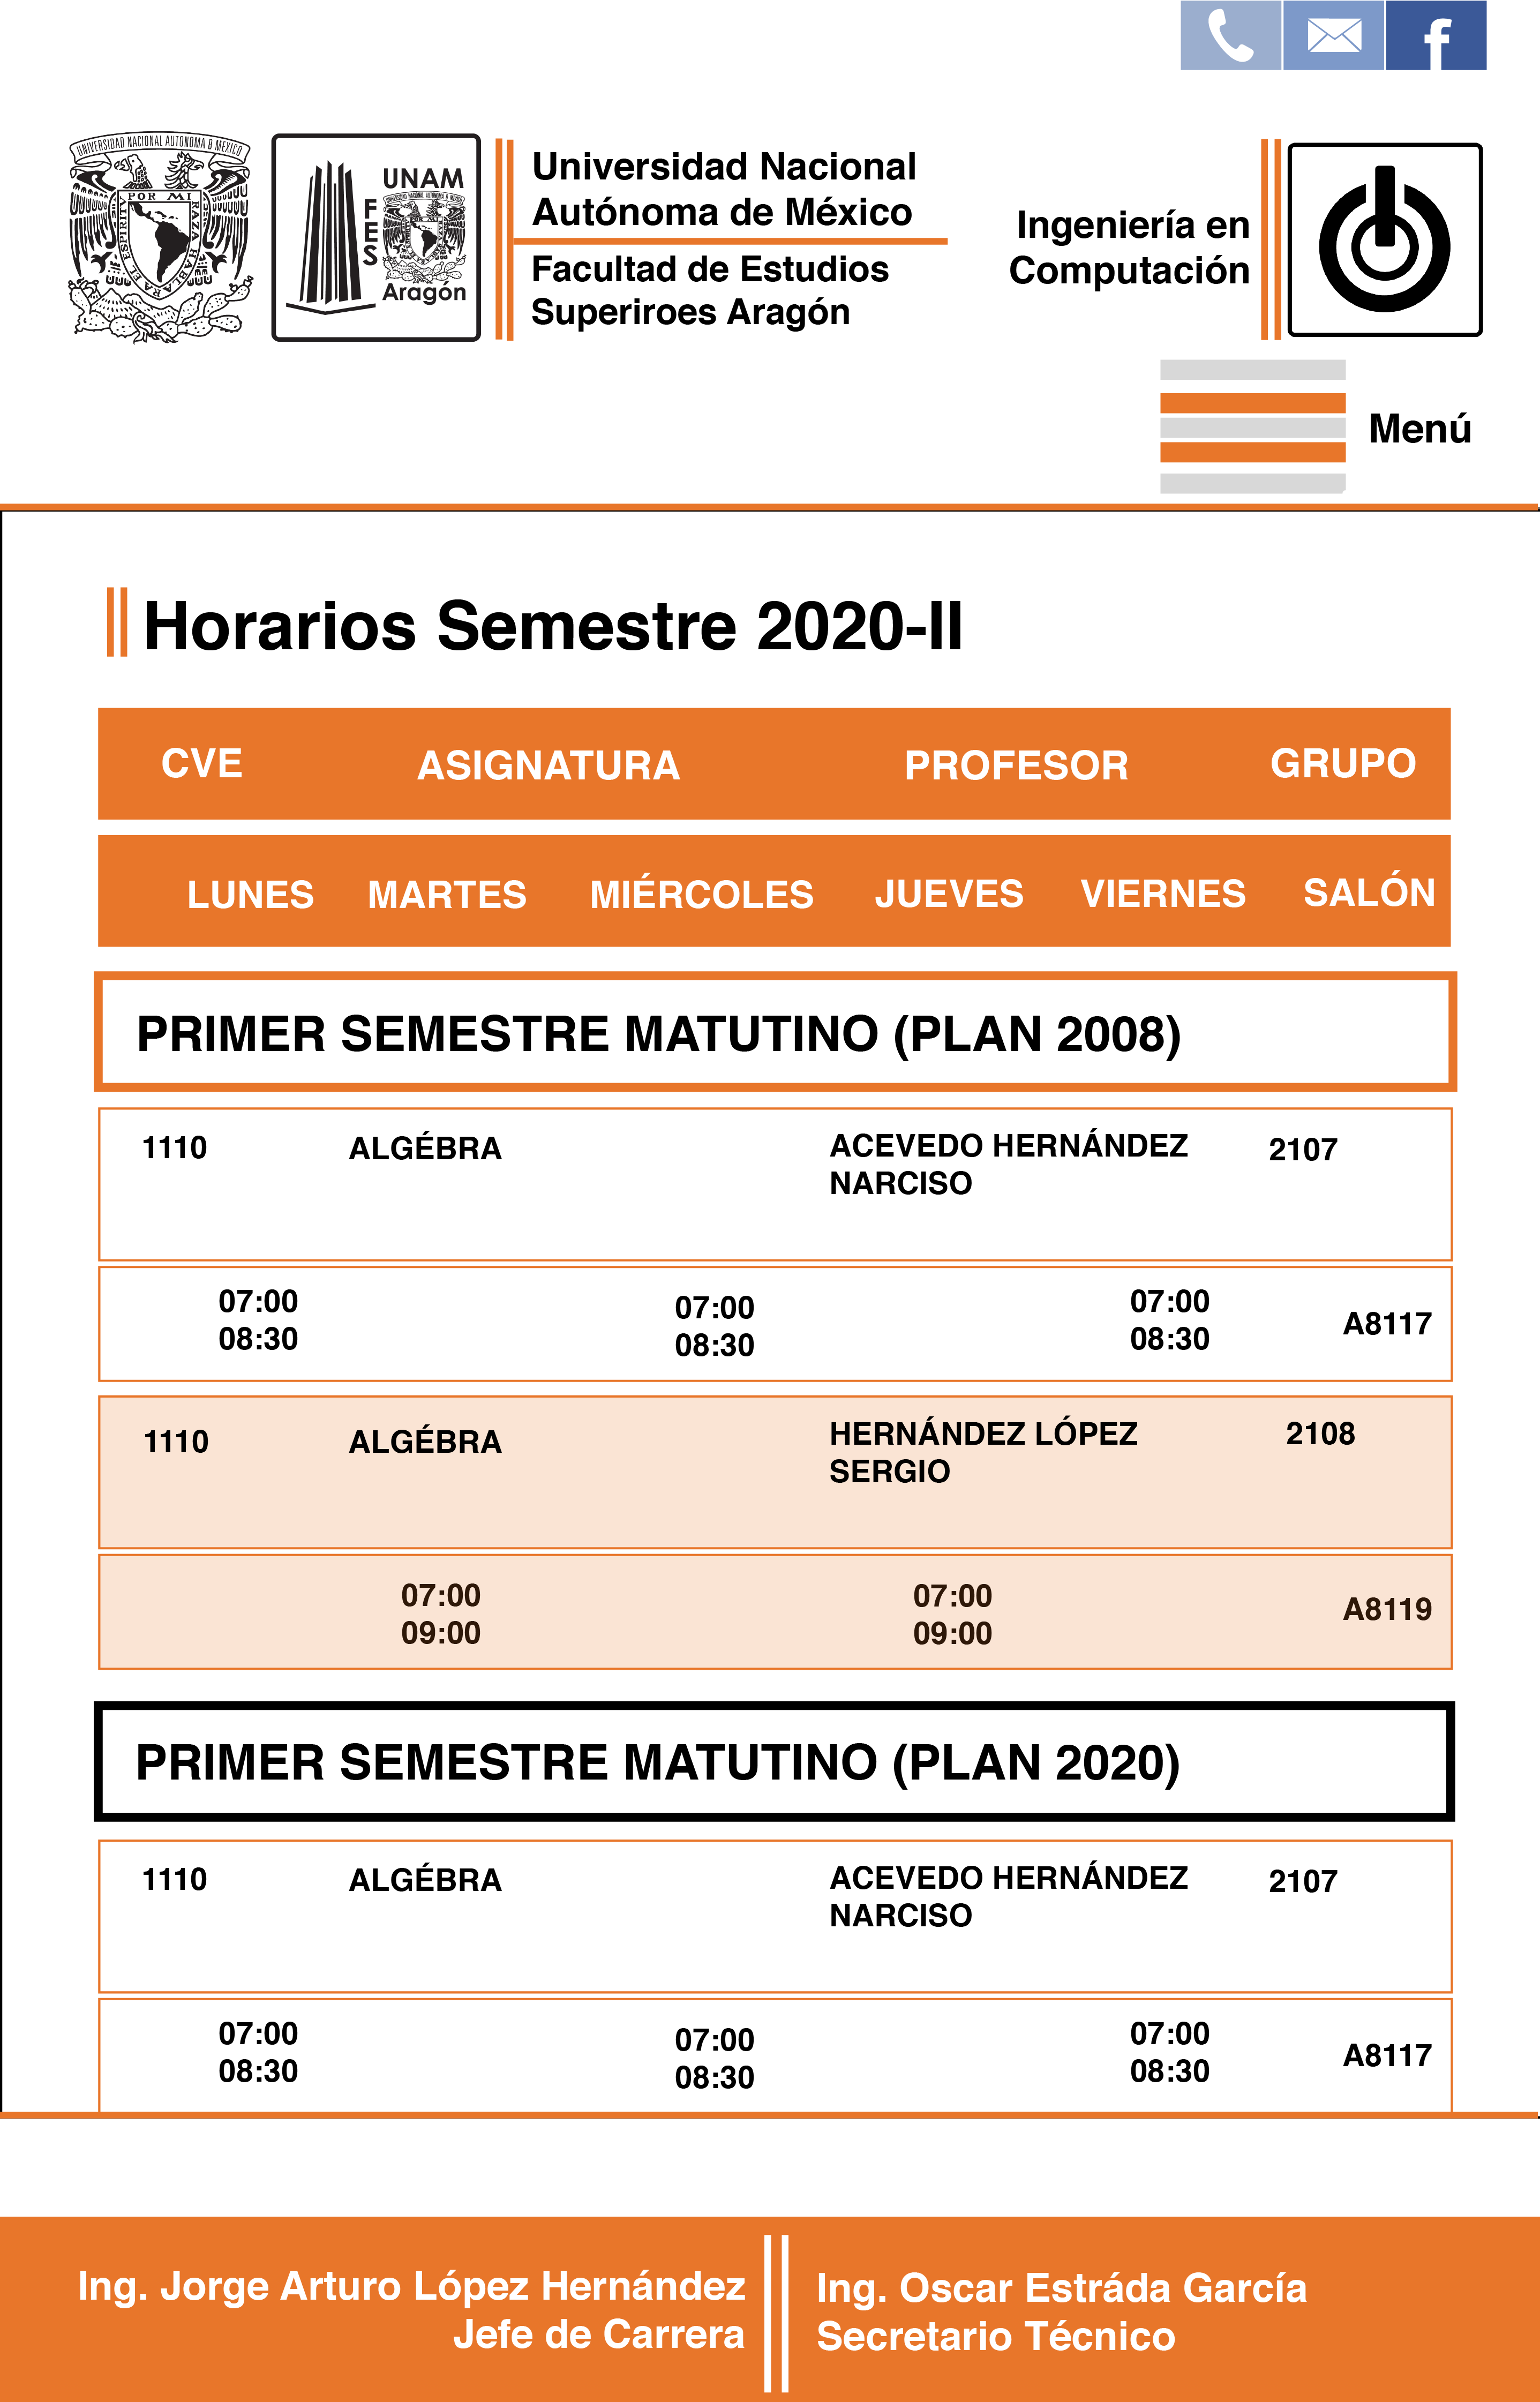 UNIVERSIDAD NACIONAL AUTONOMA D MEXICO
POR MI RAZA HABLARA EL ESPIRITU
FES
UNAM
Aragón
Universidad Nacional
Autónoma de México
Facultad de Estudios
Superiroes Aragón
Ingeniería en
Computación
Menú
Horarios Semestre 2020-II
CVE ASIGNATURA PROFESOR GRUPO
LUNES MARTES MIÉRCOLES JUEVES VIERNES SALÓN
PRIMER SEMESTRE MATUTINO (PLAN 2008)
1110 ALGÉBRA ACEVEDO HERNÁNDEZ 2107
NARCISO
07:00 07:00 07:00 A8117
08:30 08:30 08:30
1110 ALGÉBRA HERNÁNDEZ LÓPEZ 2108
SERGIO
07:00 07:00 A8119
09:00 09:00
PRIMER SEMESTRE MATUTINO (PLAN 2020)
1110 ALGÉBRA ACEVEDO HERNÁNDEZ 2107
NARCISO
07:00 07:00 07:00 A8117
08:30 08:30 08:30
Ing. Jorge Arturo López Hernández
Jefe de Carrera
Ing. Oscar Estráda García
Secretario Técnico